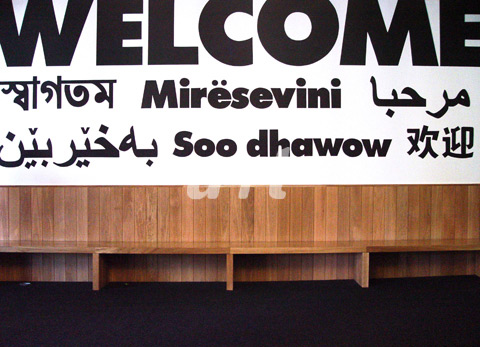 WELCOME
স্বাগতম Mirësevini مرحبا
بەخێربێن Soo dhawow 欢迎